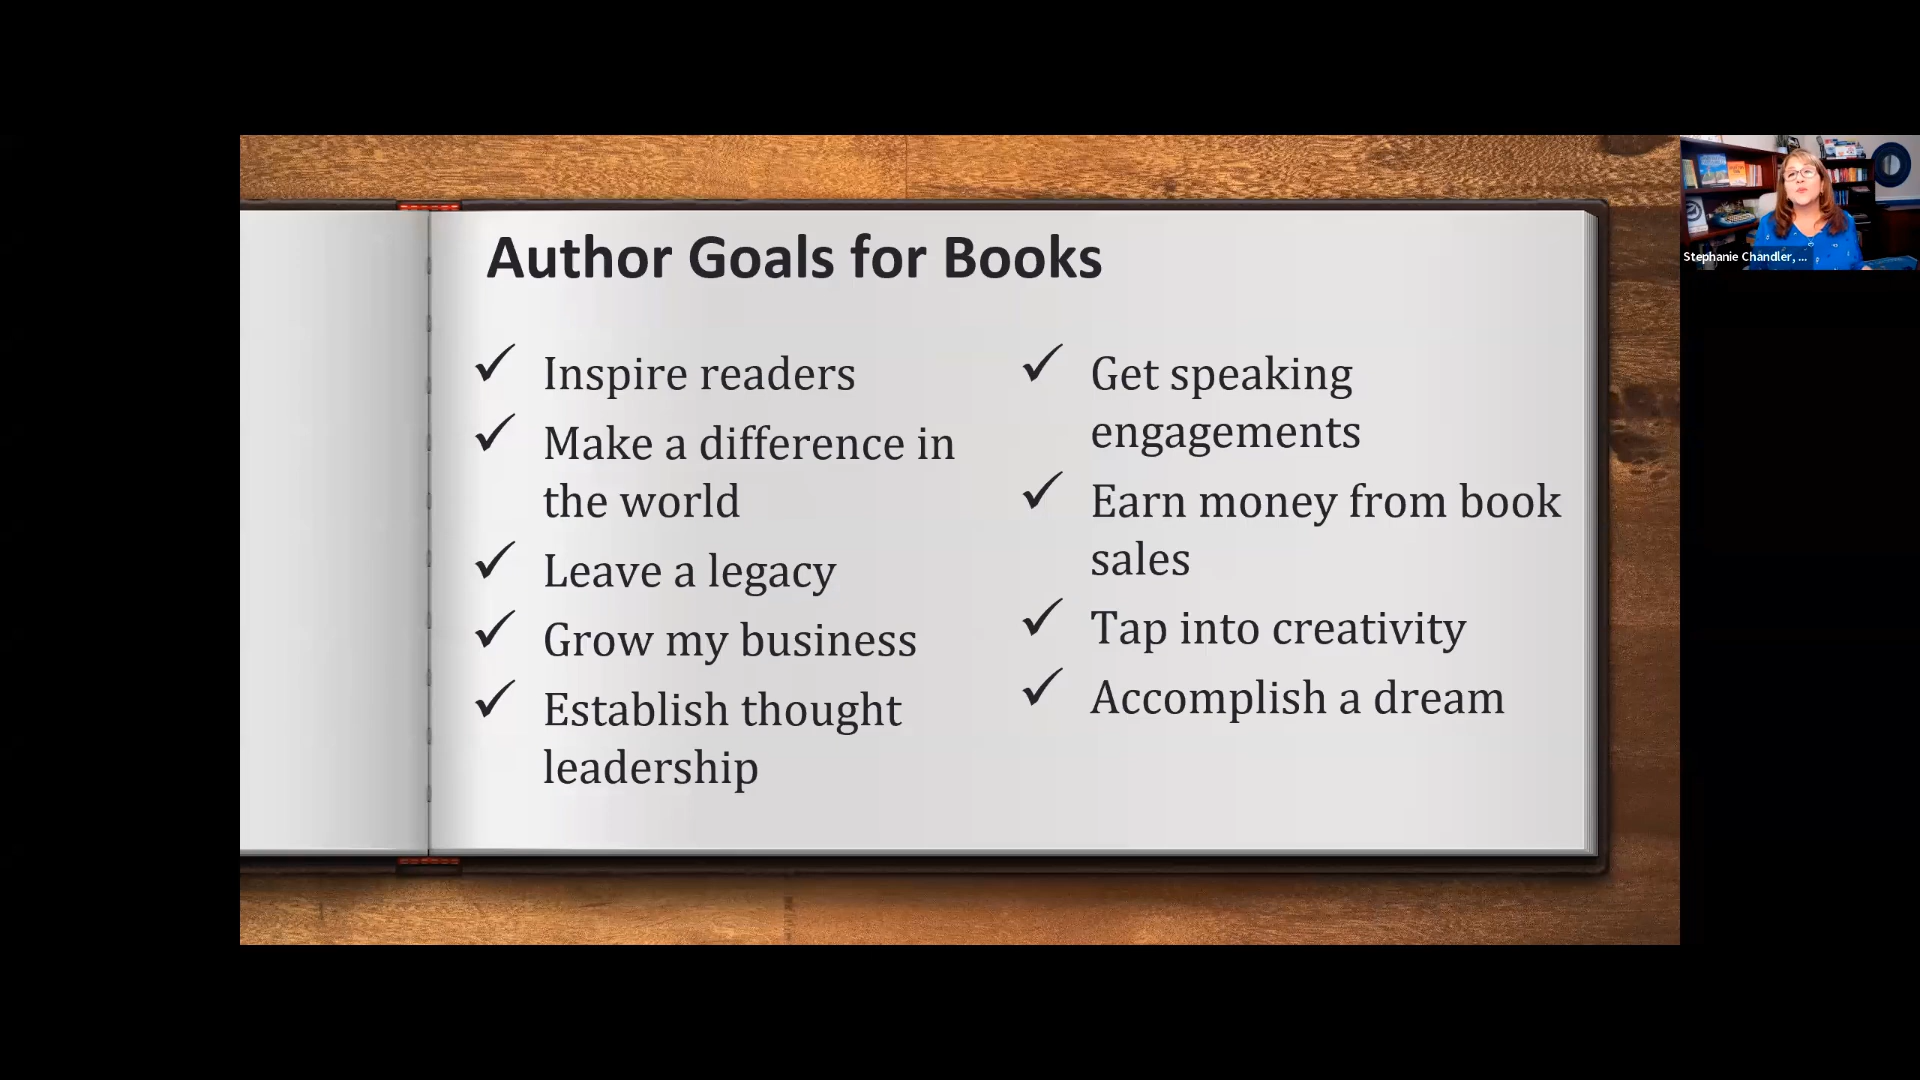 Author Goals for Books
Inspire readers
Make a difference in
the world
Leave a legacy
Grow my business
Establish thought
leadership
Get speaking
engagements
Earn money from book
sales
Tap into creativity
Accomplish a dream
Stephanie Chandler, ...